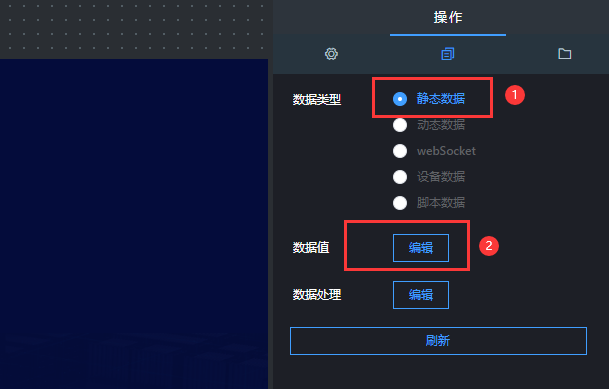 操作
数据类型
静态数据
1
动态数据
webSocket
设备数据
脚本数据
数据值
编辑
2
数据处理
编辑
刷新